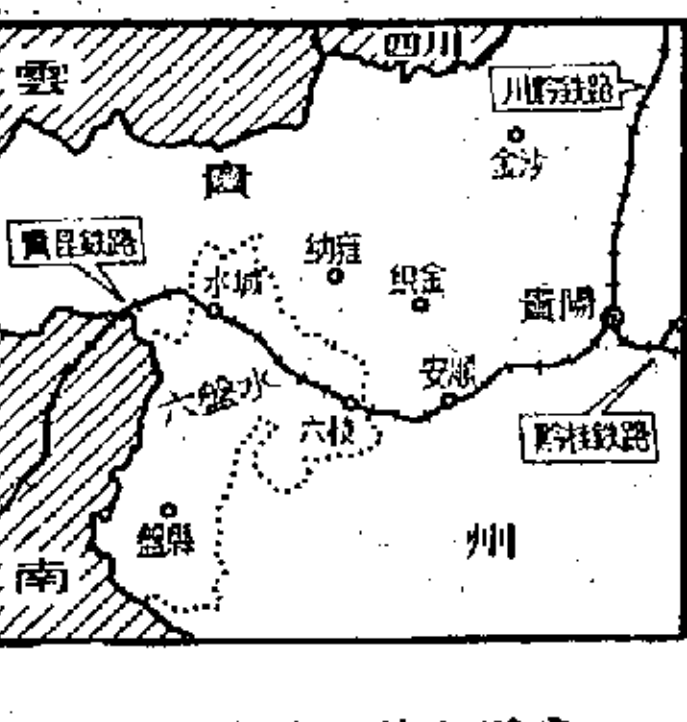 四川
雲
川黔鉄路
金沙
貴
貴昆鉄路
水城
纳雍
织金
貴陽
安順
六盤水
六枝
黔桂鉄路
盤縣
州
南